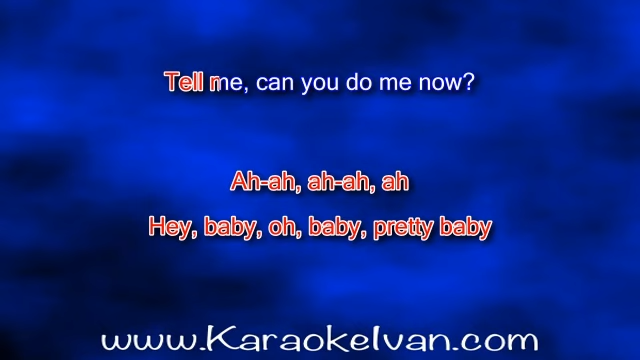 Tell me, can you do me now?
Ah-ah, ah-ah, ah
Hey, baby, oh, baby, pretty baby
www.KaraokeIvan.com